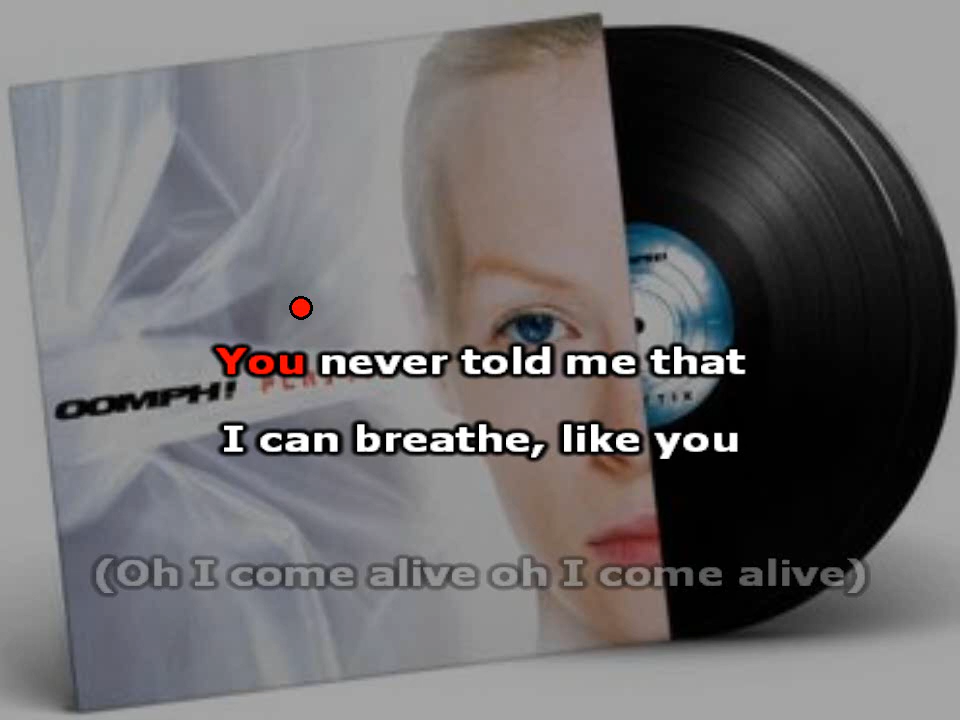 You never told me that
OOMPH!
I can breathe, like you
(Oh I come alive oh I come alive)